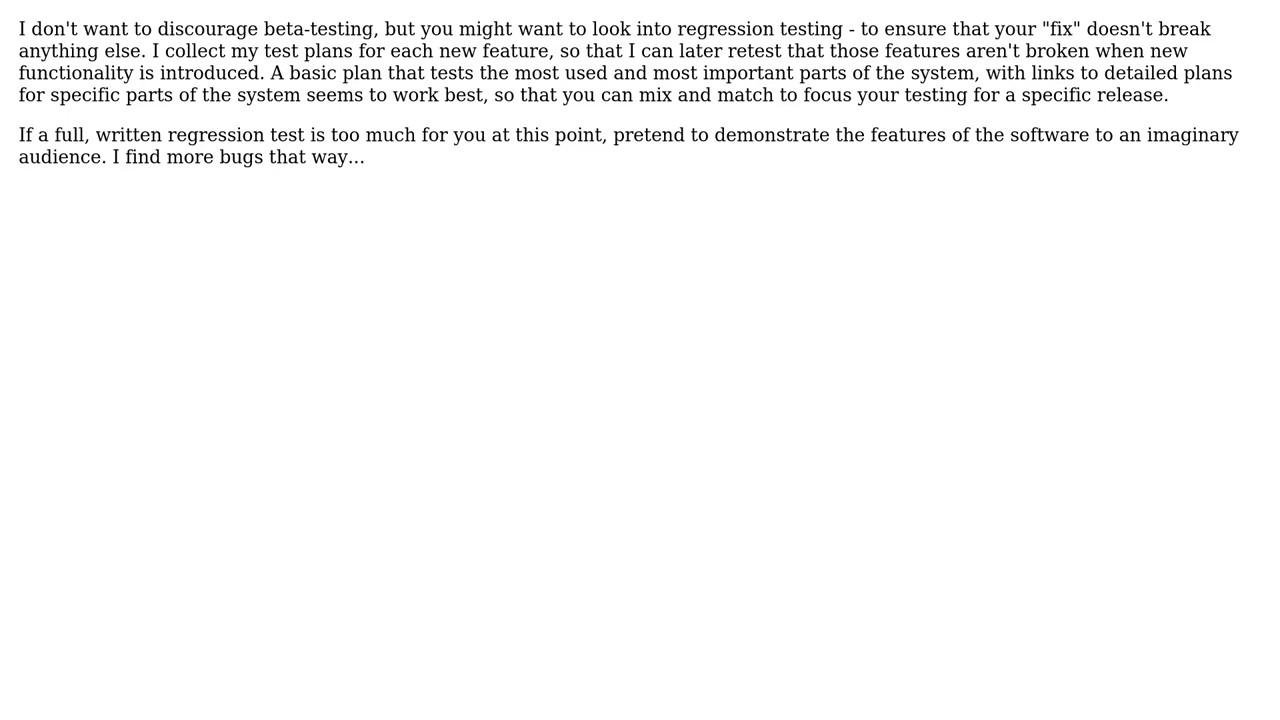 I don't want to discourage beta-testing, but you might want to look into regression testing - to ensure that your "fix" doesn't break
anything else. I collect my test plans for each new feature, so that I can later retest that those features aren't broken when new
functionality is introduced. A basic plan that tests the most used and most important parts of the system, with links to detailed plans
for specific parts of the system seems to work best, so that you can mix and match to focus your testing for a specific release.
If a full, written regression test is too much for you at this point, pretend to demonstrate the features of the software to an imaginary
audience. I find more bugs that way...